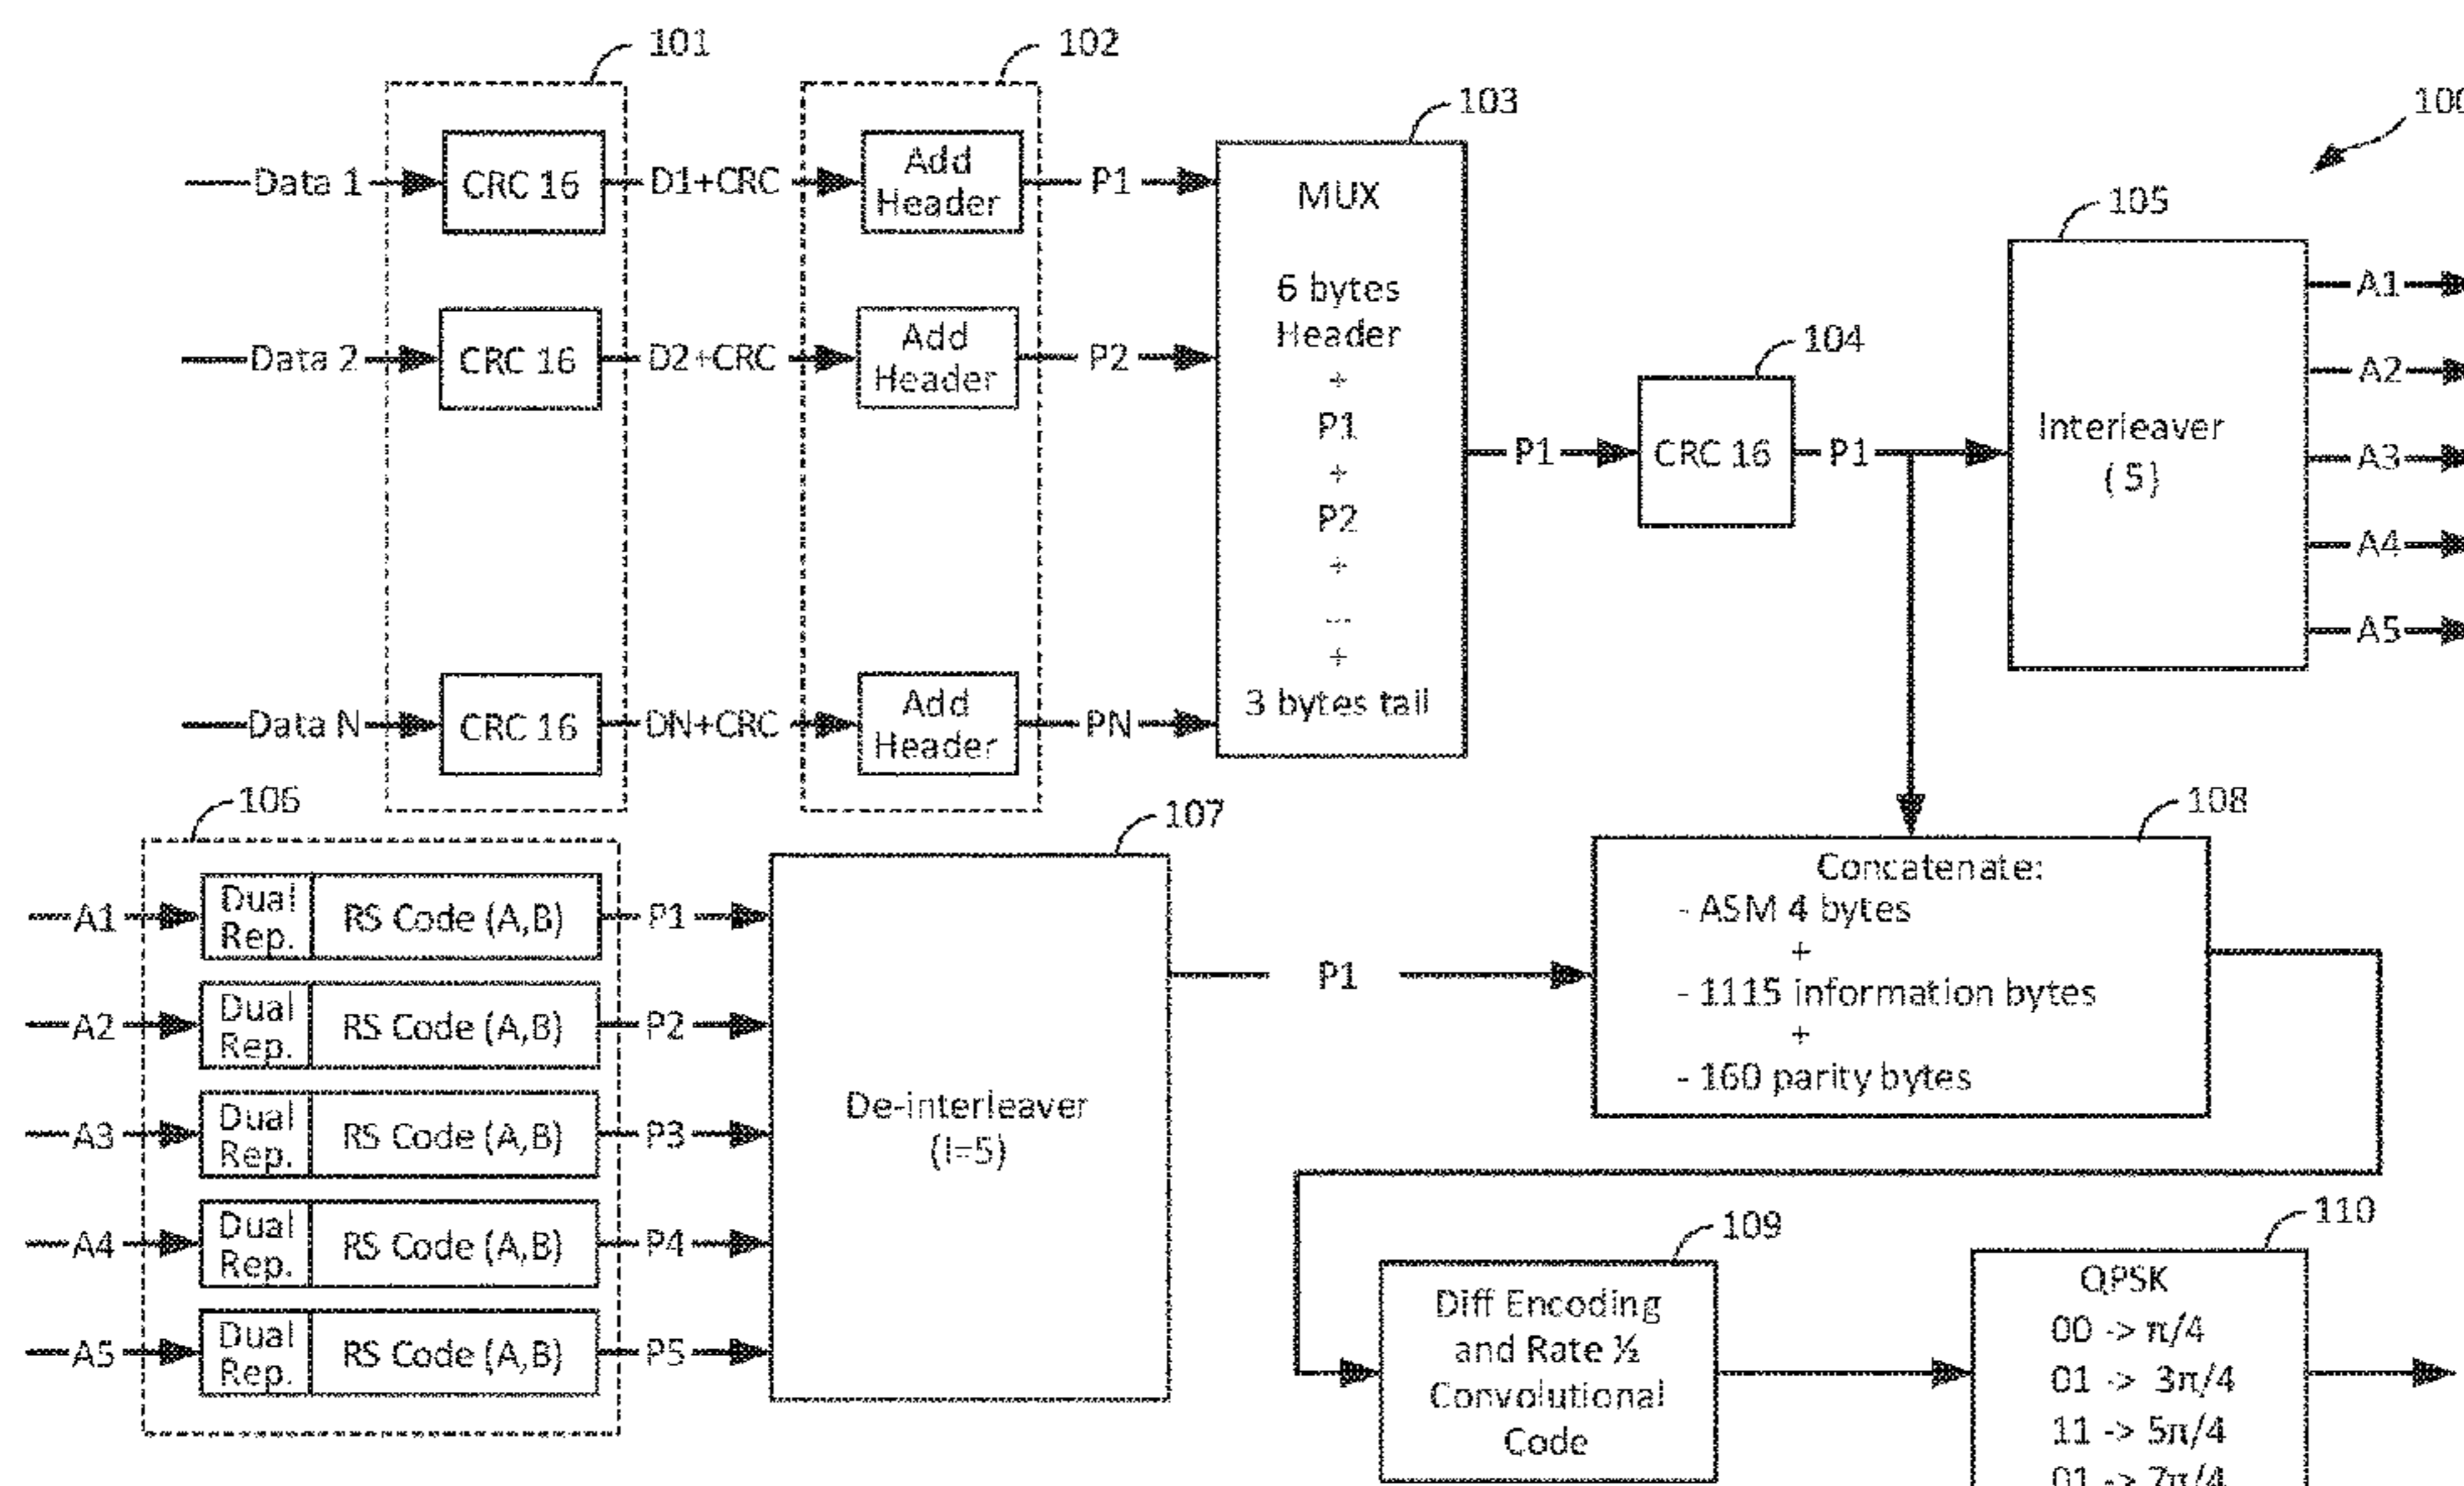 101
102
103
100
Data 1
CRC 16
D1+CRC
Add
Header
P1
MUX
6 bytes
Header
+
P1
+
P2
+
...
+
3 bytes tail
105
Data 2
CRC 16
D2+CRC
Add
Header
P2
104
P1
CRC 16
P1
Interleaver
(5)
A1
A2
A3
A4
A5
Data N
CRC 16
DN+CRC
Add
Header
PN
106
107
108
A1
Dual
Rep.
RS Code (A,B)
P1
A2
Dual
Rep.
RS Code (A,B)
P2
A3
Dual
Rep.
RS Code (A,B)
P3
A4
Dual
Rep.
RS Code (A,B)
P4
A5
Dual
Rep.
RS Code (A,B)
P5
De-interleaver
(I=5)
P1
Concatenate:
- ASM 4 bytes
+
- 1115 information bytes
+
- 160 parity bytes
109
110
Diff Encoding
and Rate ½
Convolutional
Code
QPSK
00 -> π/4
01 -> 3π/4
11 -> 5π/4
01 -> 7π/4